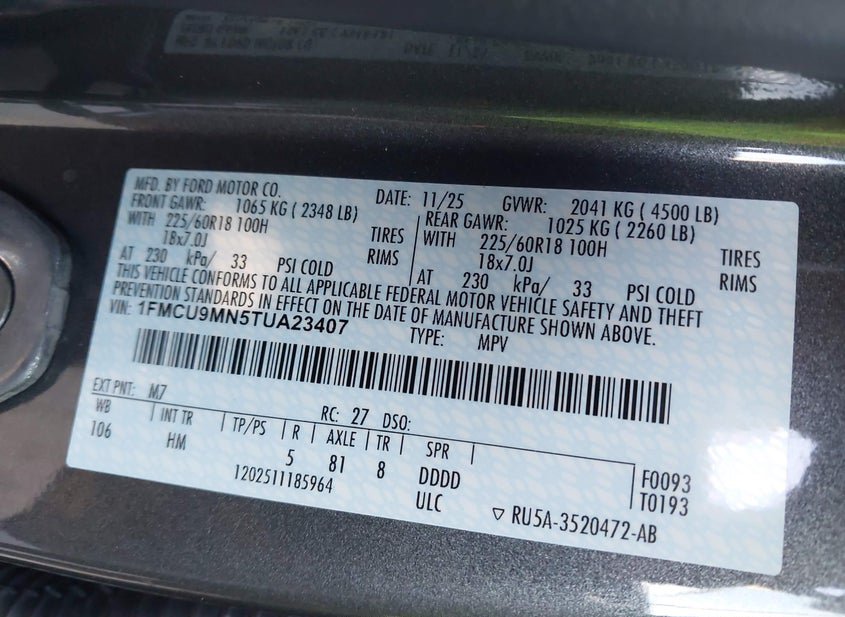 MFD. BY FORD MOTOR CO. DATE: 11/25 GVWR: 2041 KG ( 4500 LB)
FRONT GAWR: 1065 KG ( 2348 LB) REAR GAWR: 1025 KG ( 2260 LB)
WITH 225/60R18 100H TIRES WITH 225/60R18 100H TIRES
18x7.0J RIMS 18x7.0J RIMS
AT 230 kPa/ 33 PSI COLD AT 230 kPa/ 33 PSI COLD
THIS VEHICLE CONFORMS TO ALL APPLICABLE FEDERAL MOTOR VEHICLE SAFETY AND THEFT
PREVENTION STANDARDS IN EFFECT ON THE DATE OF MANUFACTURE SHOWN ABOVE.
VIN: 1FMCU9MN5TUA23407 TYPE: MPV
EXT PNT: M7 RC: 27 DSO:
WB INT TR TP/PS R AXLE TR SPR
106 HM 5 81 8 DDDD F0093
1202511185964 ULC T0193
RU5A-3520472-AB